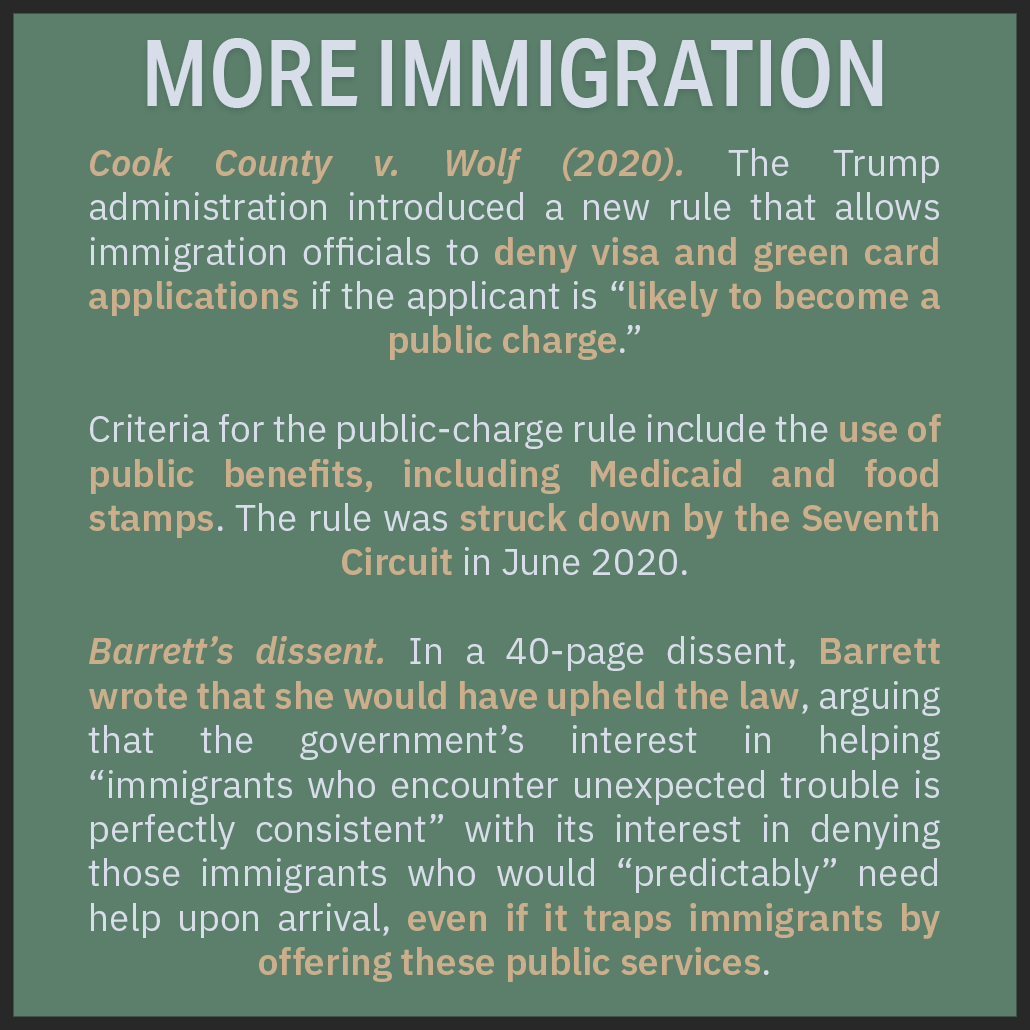 MORE IMMIGRATION
Cook County v. Wolf (2020). The Trump
administration introduced a new rule that allows
immigration officials to deny visa and green card
applications if the applicant is “likely to become a
public charge.”
Criteria for the public-charge rule include the use of
public benefits, including Medicaid and food
stamps. The rule was struck down by the Seventh
Circuit in June 2020.
Barrett’s dissent. In a 40-page dissent, Barrett
wrote that she would have upheld the law, arguing
that the government’s interest in helping
“immigrants who encounter unexpected trouble is
perfectly consistent” with its interest in denying
those immigrants who would “predictably” need
help upon arrival, even if it traps immigrants by
offering these public services.